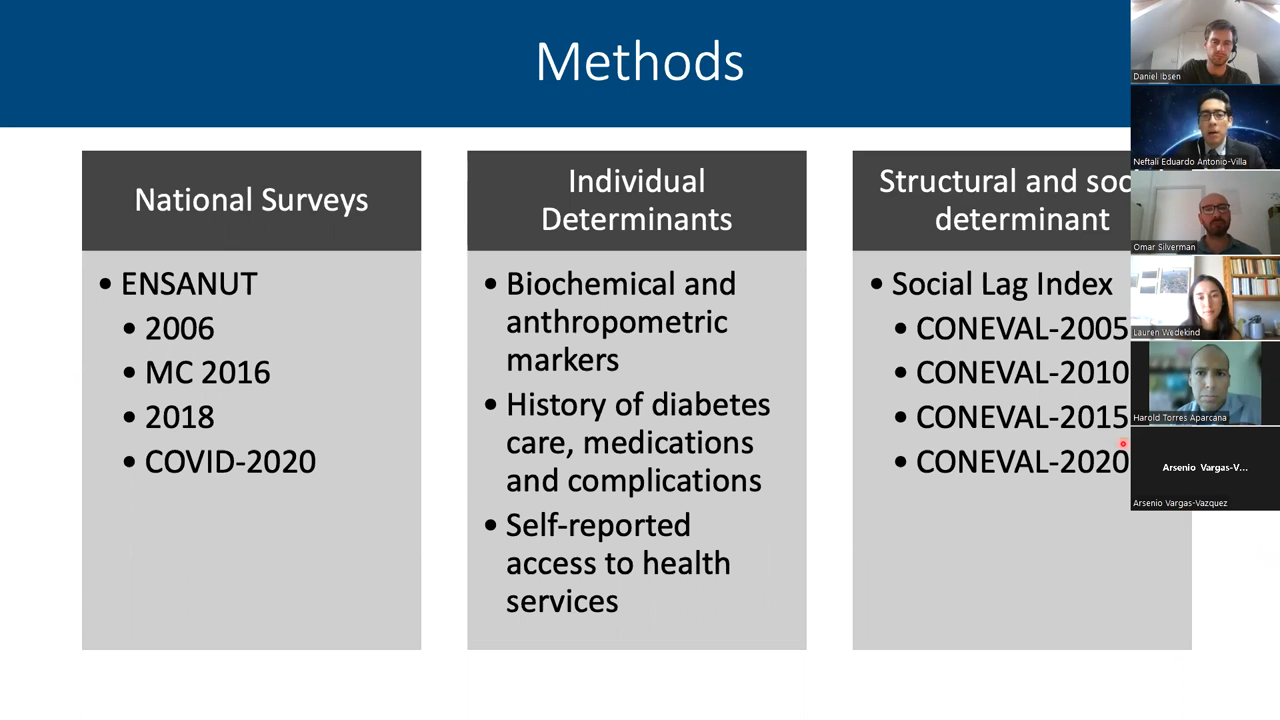 Methods
National Surveys
• ENSANUT
• 2006
• MC 2016
• 2018
• COVID-2020
Individual
Determinants
• Biochemical and
anthropometric
markers
• History of diabetes
care, medications
and complications
• Self-reported
access to health
services
Structural and soc
determinant
• Social Lag Index
• CONEVAL-2005
• CONEVAL-2010
• CONEVAL-2015
• CONEVAL-2020
Daniel Ibsen
Neftali Eduardo Antonio-Villa
Omar Silverman
Lauren Wedekind
Harold Torres Aparcana
Arsenio Vargas-V...
Arsenio Vargas-Vazquez